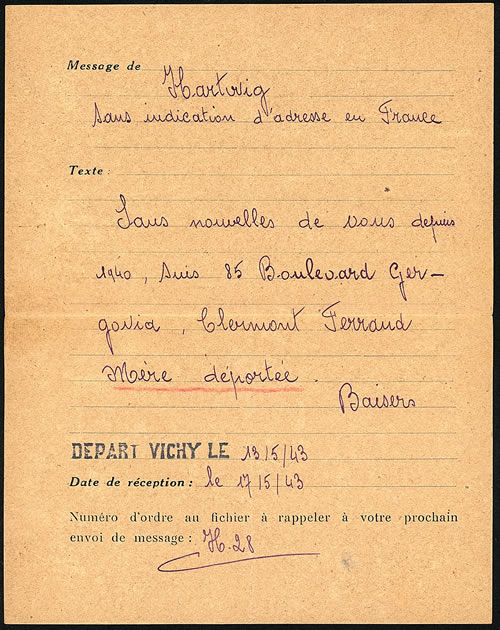 Message de Hartwig
Sans indication d'adresse en France
Texte :
Sans nouvelles de vous depuis
1940, suis 85 Boulevard Ger-
govia, Clermont Ferrand
Mère déportée.
Baisers
DEPART VICHY LE 13/5/43
Date de réception : le 17/5/43
Numéro d'ordre au fichier à rappeler à votre prochain
envoi de message : H.28